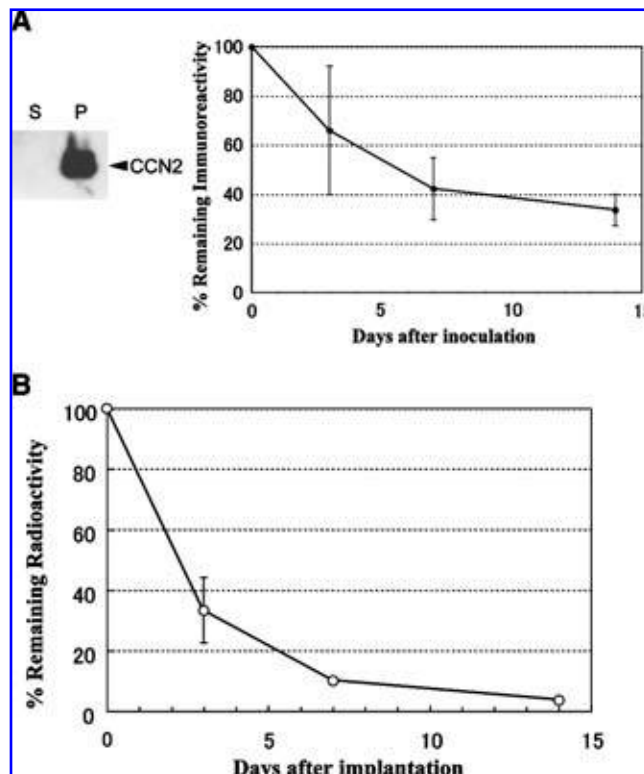 A
S P
CCN2
% Remaining Immunoreactivity
100
80
60
40
20
0
0 5 10 15
Days after inoculation
B
% Remaining Radioactivity
100
80
60
40
20
0
0 5 10 15
Days after implantation